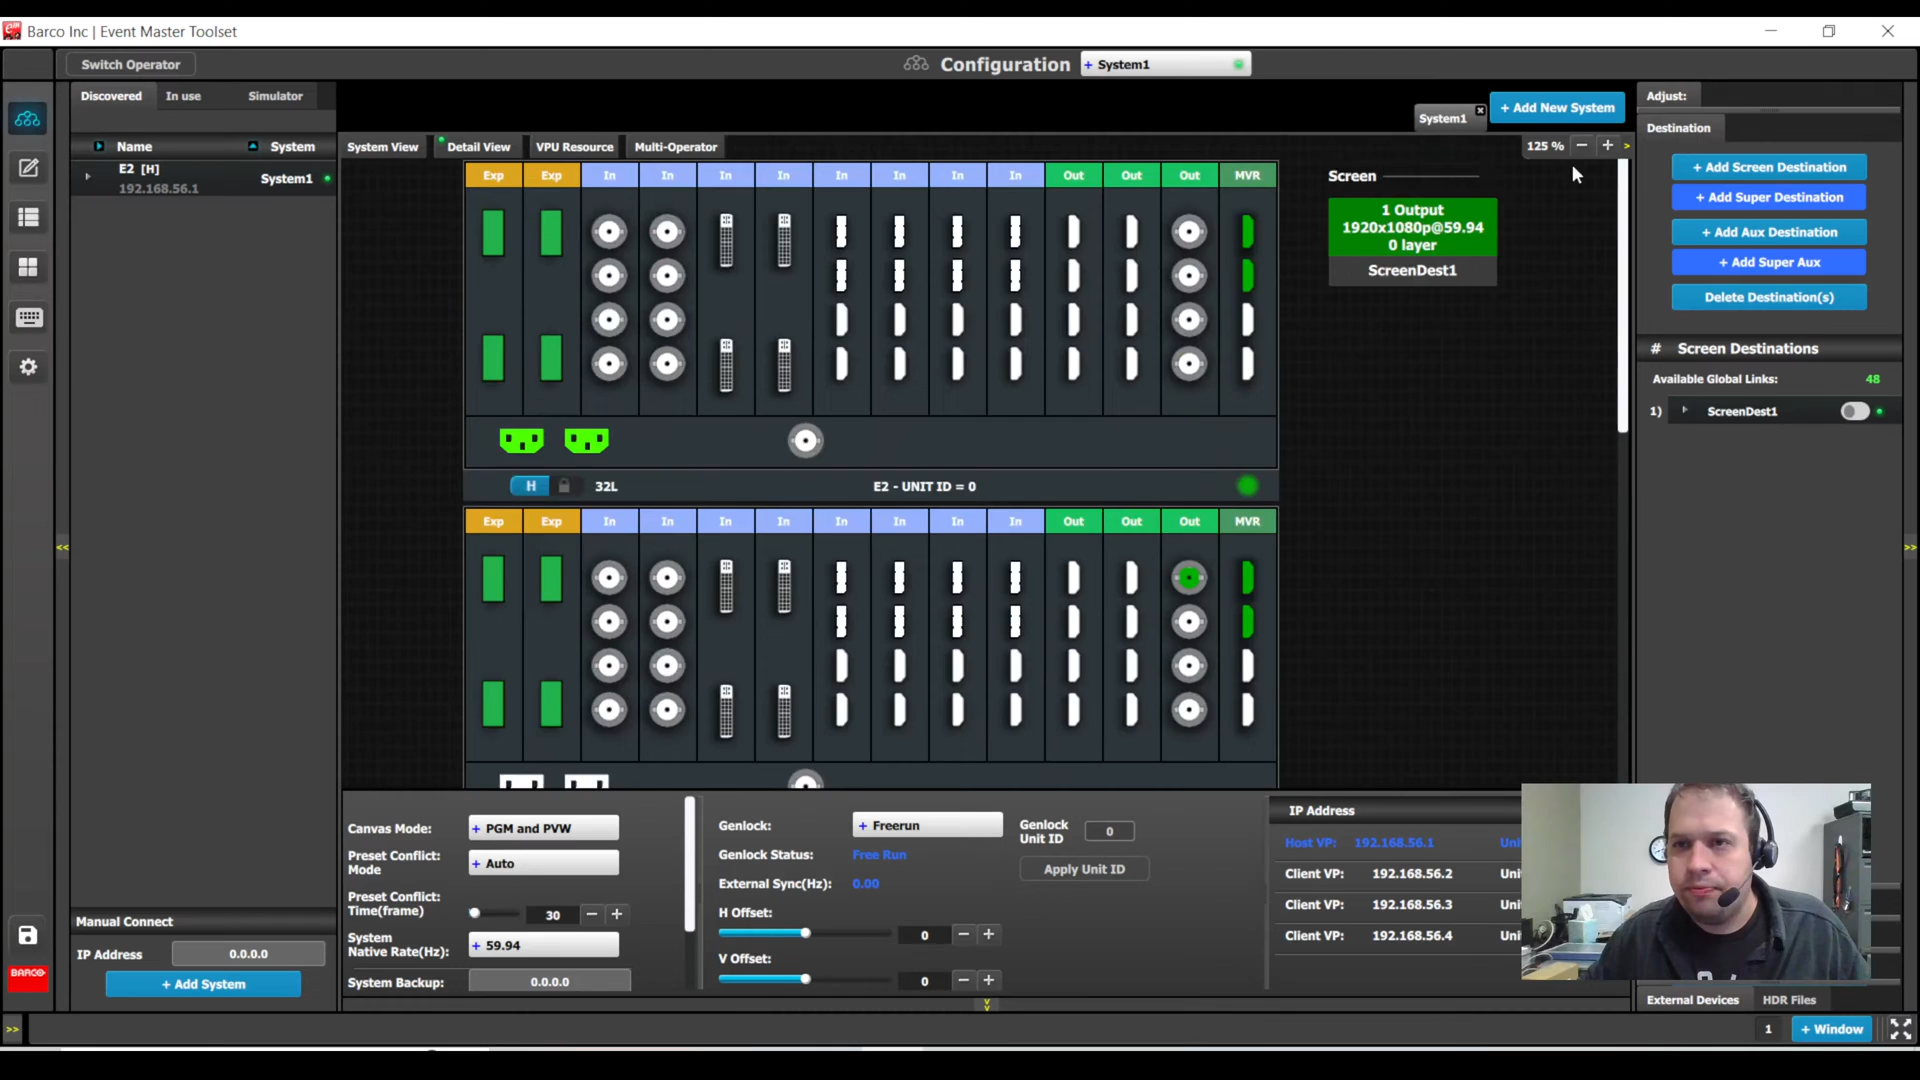 Barco Inc | Event Master Toolset
Switch Operator
Configuration
+ System1
Discovered
In use
Simulator
Name
System
E2 [H]
192.168.56.1
System1
System1
+ Add New System
System View
Detail View
VPU Resource
Multi-Operator
125 %
>
Exp Exp In In In In In In In In Out Out Out MVR
H
32L
E2 - UNIT ID = 0
Exp Exp In In In In In In In In Out Out Out MVR
Screen
1 Output
1920x1080p@59.94
0 layer
ScreenDest1
Adjust:
Destination
+ Add Screen Destination
+ Add Super Destination
+ Add Aux Destination
+ Add Super Aux
Delete Destination(s)
# Screen Destinations
Available Global Links: 48
1) ScreenDest1
<<
>>
Manual Connect
IP Address
0.0.0.0
+ Add System
BARCO
Canvas Mode:
+ PGM and PVW
Preset Conflict:
Mode
+ Auto
Preset Conflict:
Time(frame)
30
System
Native Rate(Hz):
+ 59.94
System Backup:
0.0.0.0
Genlock:
+ Freerun
Genlock Status:
Free Run
External Sync(Hz):
0.00
H Offset:
0
V Offset:
0
Genlock
Unit ID
0
Apply Unit ID
IP Address
Host VP: 192.168.56.1 Uni
Client VP: 192.168.56.2 Uni
Client VP: 192.168.56.3 Uni
Client VP: 192.168.56.4 Uni
External Devices
HDR Files
>>
1
+ Window